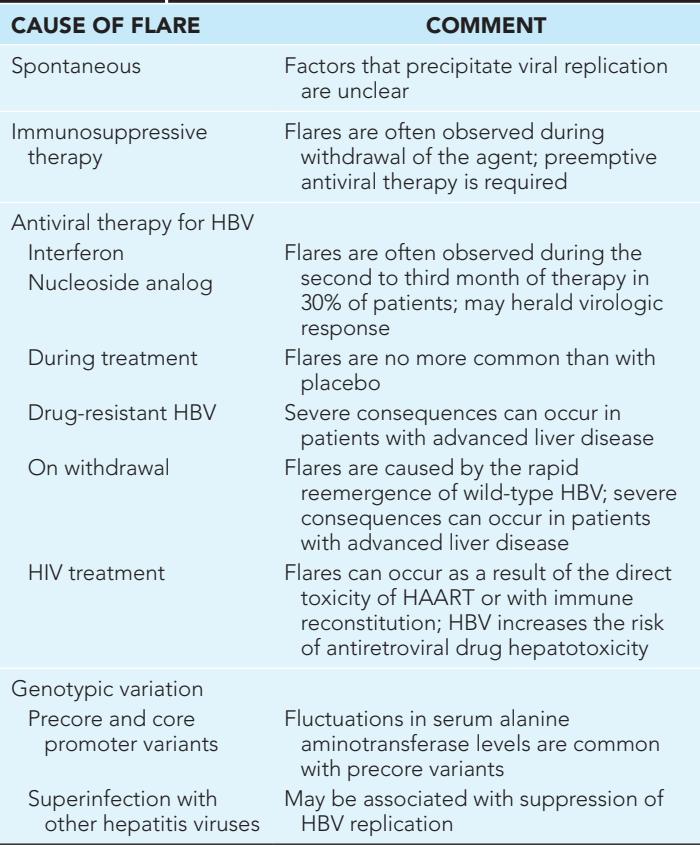 CAUSE OF FLARE COMMENT
Spontaneous Factors that precipitate viral replication
are unclear
Immunosuppressive Flares are often observed during
therapy withdrawal of the agent; preemptive
antiviral therapy is required
Antiviral therapy for HBV
Interferon Flares are often observed during the
Nucleoside analog second to third month of therapy in
30% of patients; may herald virologic
response
During treatment Flares are no more common than with
placebo
Drug-resistant HBV Severe consequences can occur in
patients with advanced liver disease
On withdrawal Flares are caused by the rapid
reemergence of wild-type HBV; severe
consequences can occur in patients
with advanced liver disease
HIV treatment Flares can occur as a result of the direct
toxicity of HAART or with immune
reconstitution; HBV increases the risk
of antiretroviral drug hepatotoxicity
Genotypic variation
Precore and core Fluctuations in serum alanine
promoter variants aminotransferase levels are common
with precore variants
Superinfection with May be associated with suppression of
other hepatitis viruses HBV replication